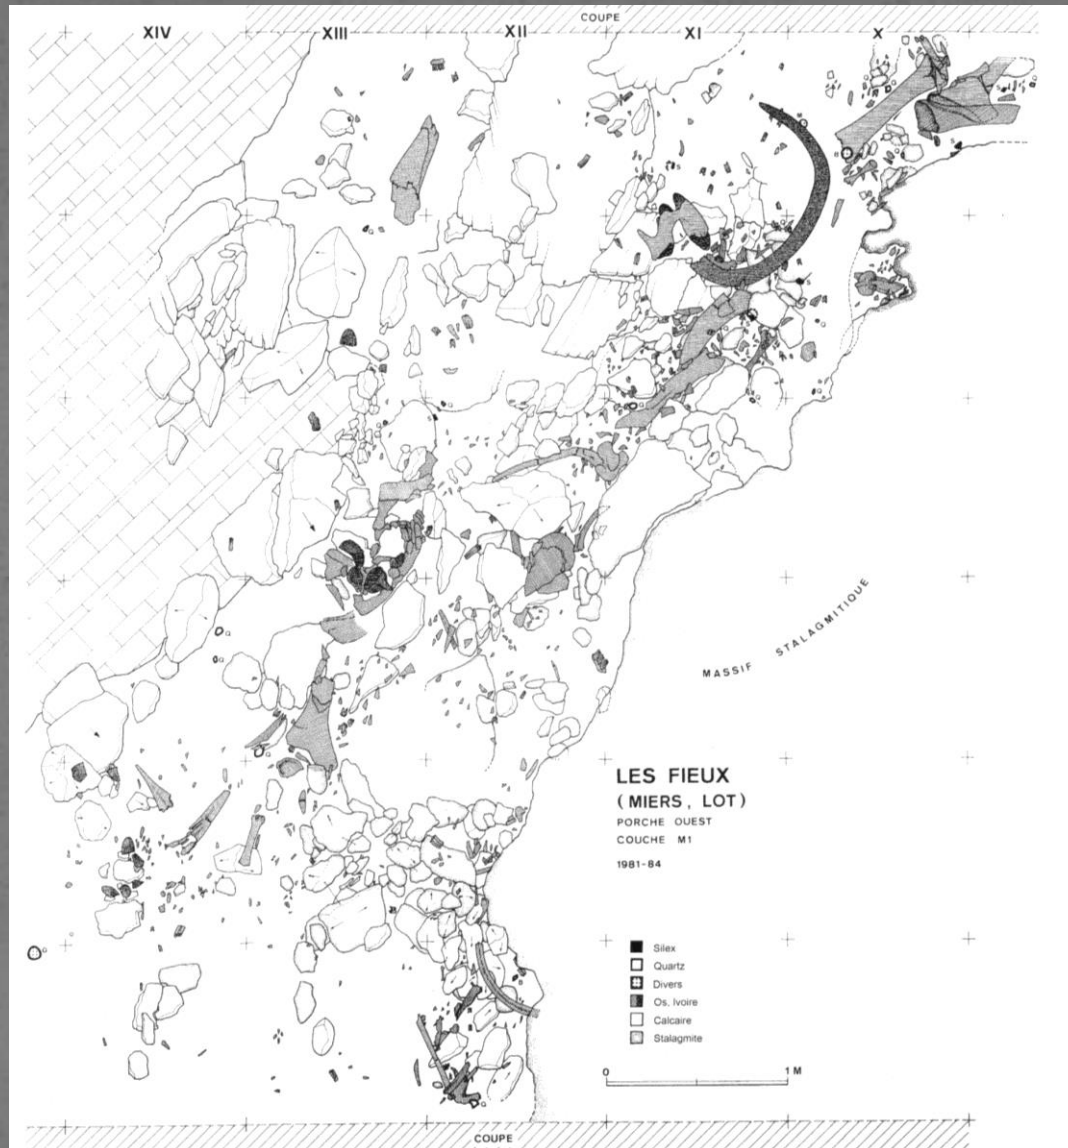 COUPE
XIV XIII XII XI X
MASSIF STALAGMITIQUE
LES FIEUX
(MIERS, LOT)
PORCHE OUEST
COUCHE M1
1981-84
Silex
Quartz
Divers
Os, Ivoire
Calcaire
Stalagmite
0 1 M
COUPE